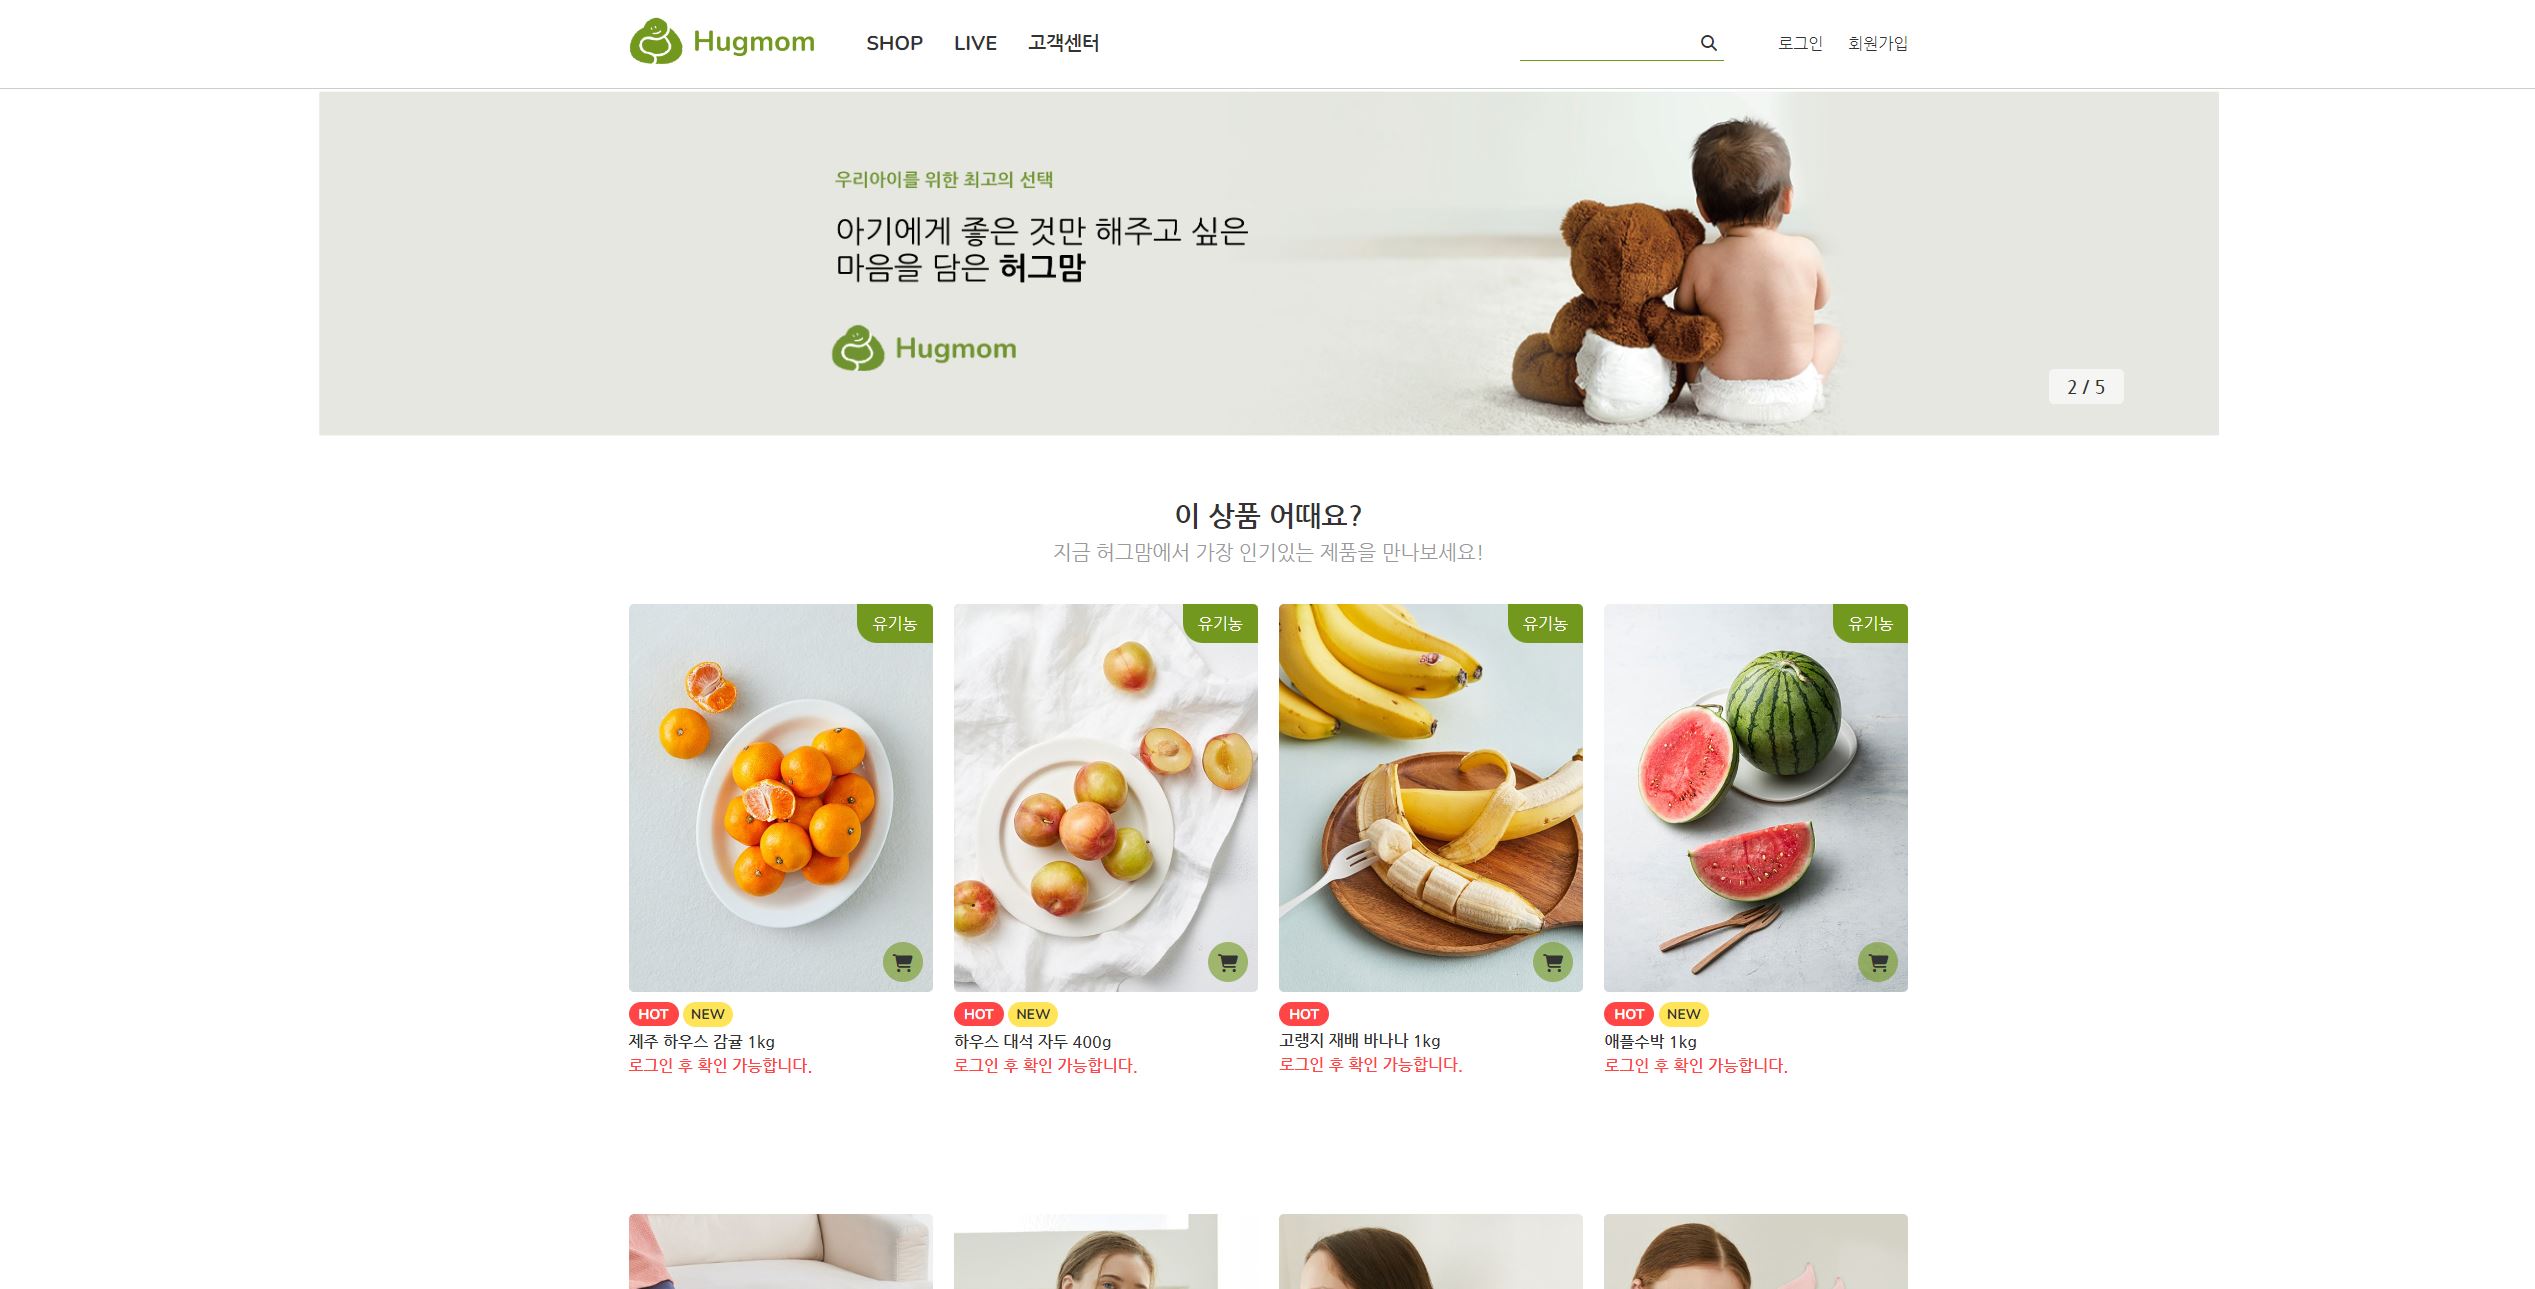 Hugmom SHOP LIVE 고객센터 로그인 회원가입
우리아이를 위한 최고의 선택
아기에게 좋은 것만 해주고 싶은
마음을 담은 허그맘
Hugmom
2 / 5
이 상품 어때요?
지금 허그맘에서 가장 인기있는 제품을 만나보세요!
유기농 유기농 유기농 유기농
HOT NEW
제주 하우스 감귤 1kg
로그인 후 확인 가능합니다.
HOT NEW
하우스 대석 자두 400g
로그인 후 확인 가능합니다.
HOT
고랭지 재배 바나나 1kg
로그인 후 확인 가능합니다.
HOT NEW
애플수박 1kg
로그인 후 확인 가능합니다.